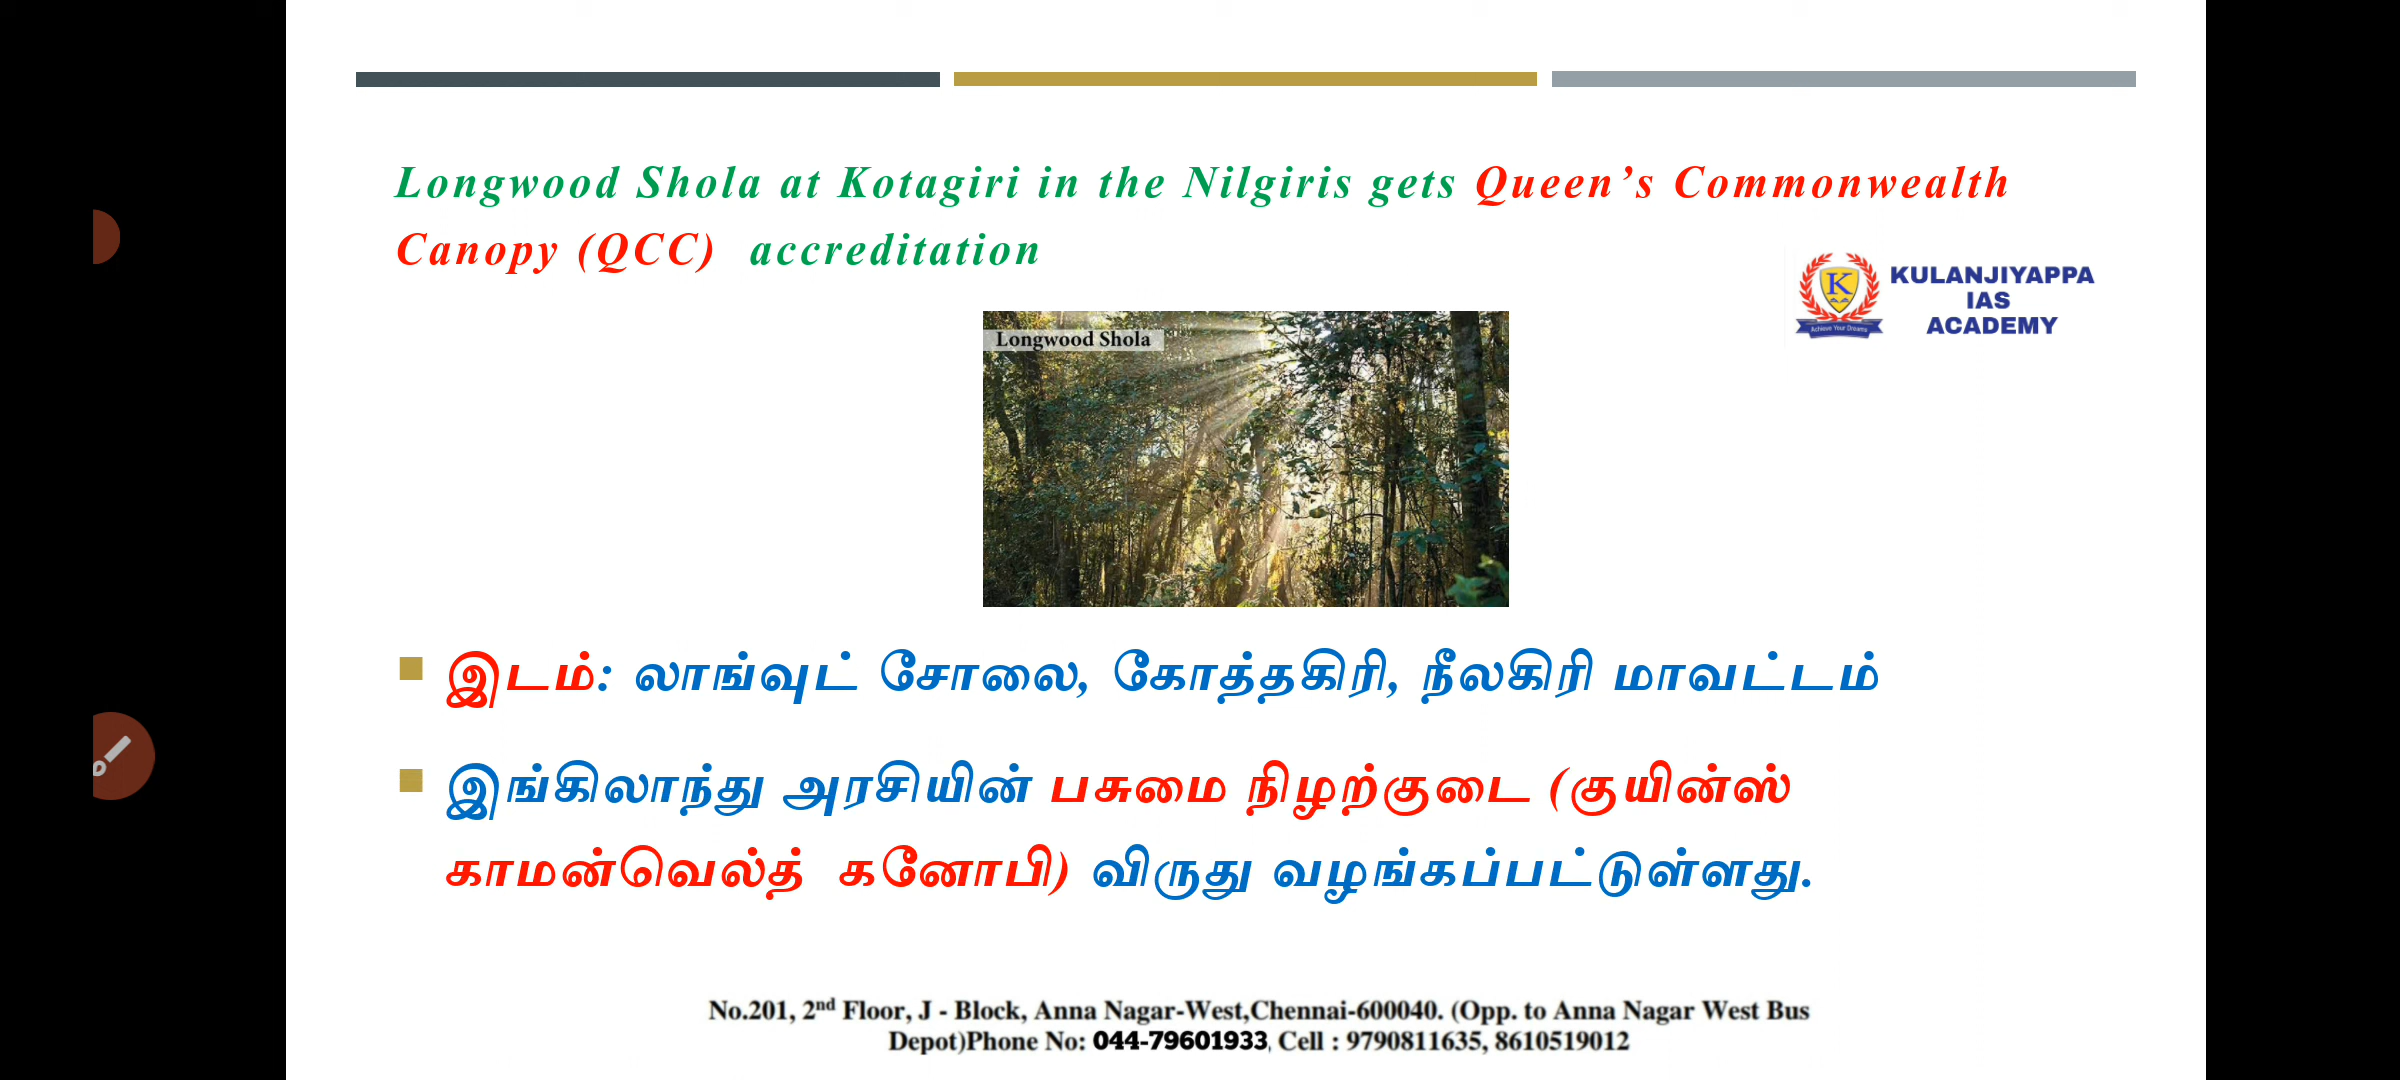 Longwood Shola at Kotagiri in the Nilgiris gets Queen’s Commonwealth
Canopy (QCC) accreditation
K
Achieve Your Dreams
KULANJIYAPPA
IAS
ACADEMY
Longwood Shola
இடம்: லாங்வுட் சோலை, கோத்தகிரி, நீலகிரி மாவட்டம்
இங்கிலாந்து அரசியின் பசுமை நிழற்குடை (குயின்ஸ்
காமன்வெல்த் கனோபி) விருது வழங்கப்பட்டுள்ளது.
No.201, 2nd Floor, J - Block, Anna Nagar-West,Chennai-600040. (Opp. to Anna Nagar West Bus
Depot)Phone No: 044-79601933, Cell : 9790811635, 8610519012